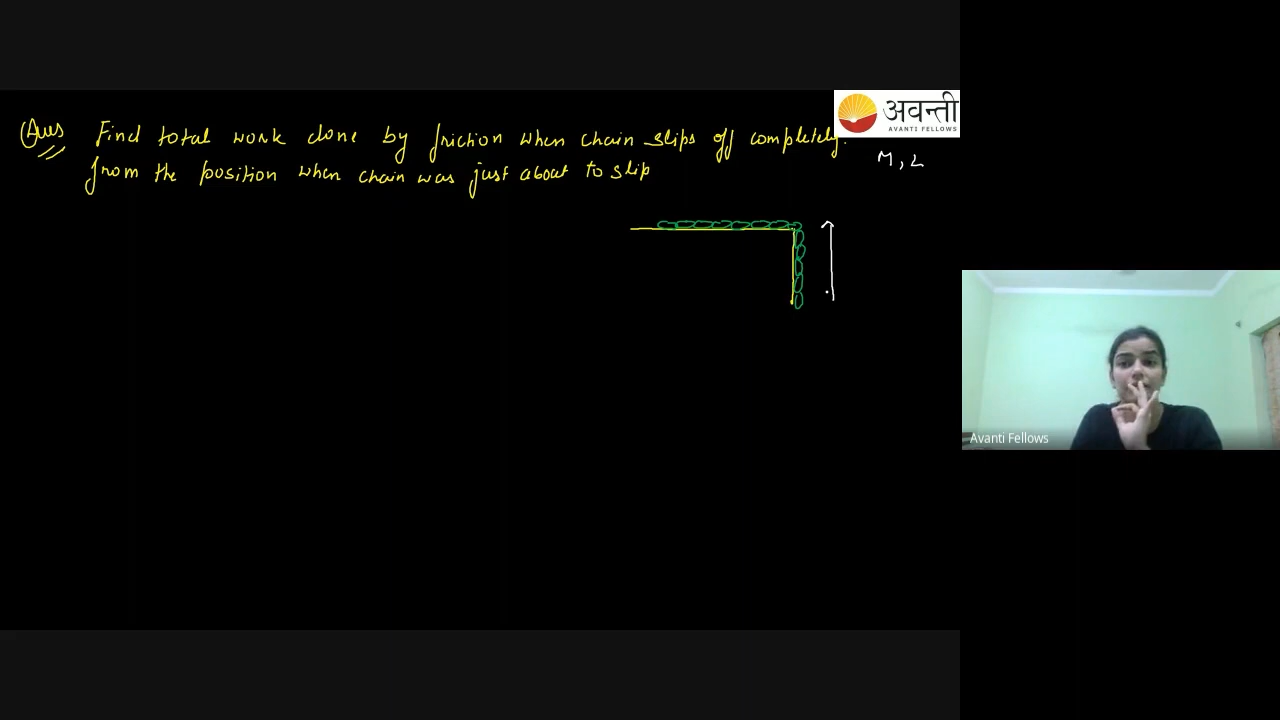 Ques Find total work done by friction when chain slips off completely.
from the position when chain was just about to slip
अवन्ती
AVANTI FELLOWS
M, L
Avanti Fellows